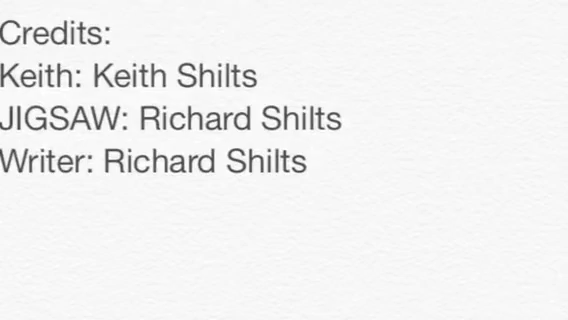 Credits:
Keith: Keith Shilts
JIGSAW: Richard Shilts
Writer: Richard Shilts